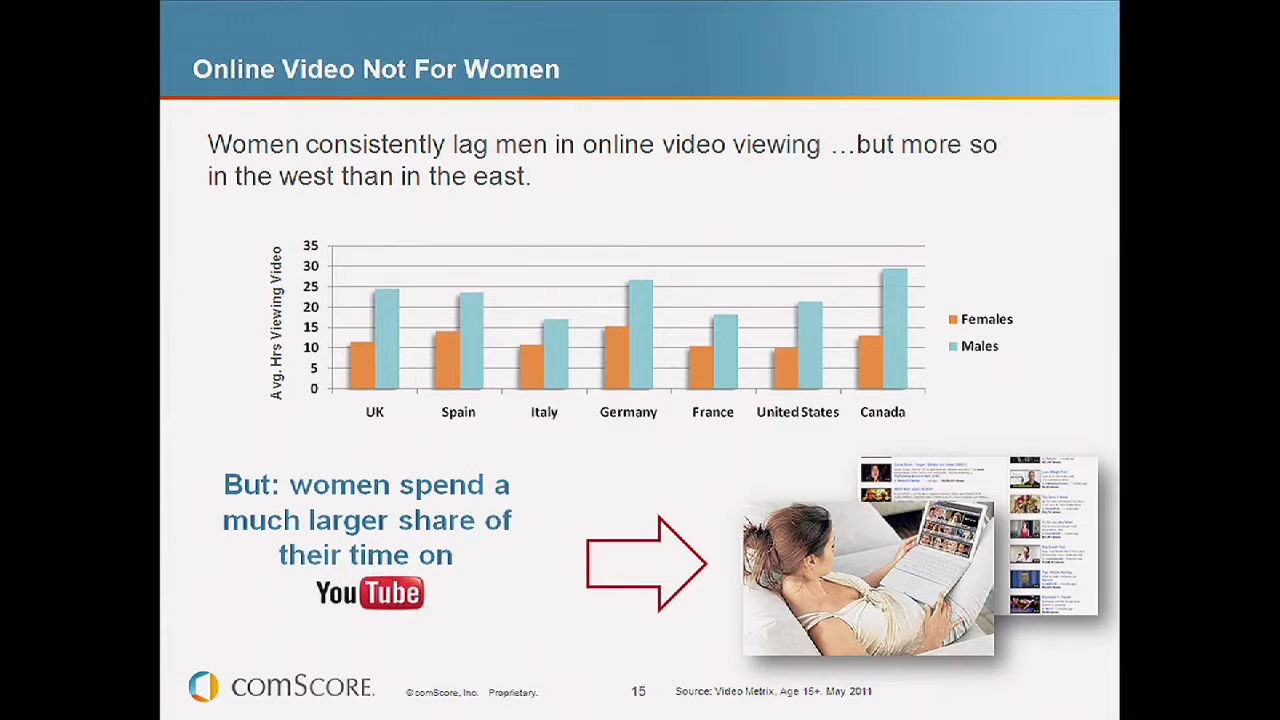 Online Video Not For Women
Women consistently lag men in online video viewing …but more so
in the west than in the east.
Avg. Hrs Viewing Video
35
30
25
20
15
10
5
0
UK Spain Italy Germany France United States Canada
Females
Males
But: women spend a
much larger share of
their time on
YouTube
comSCORE.
© comScore, Inc. Proprietary.
15
Source: Video Metrix, Age 15+. May 2011